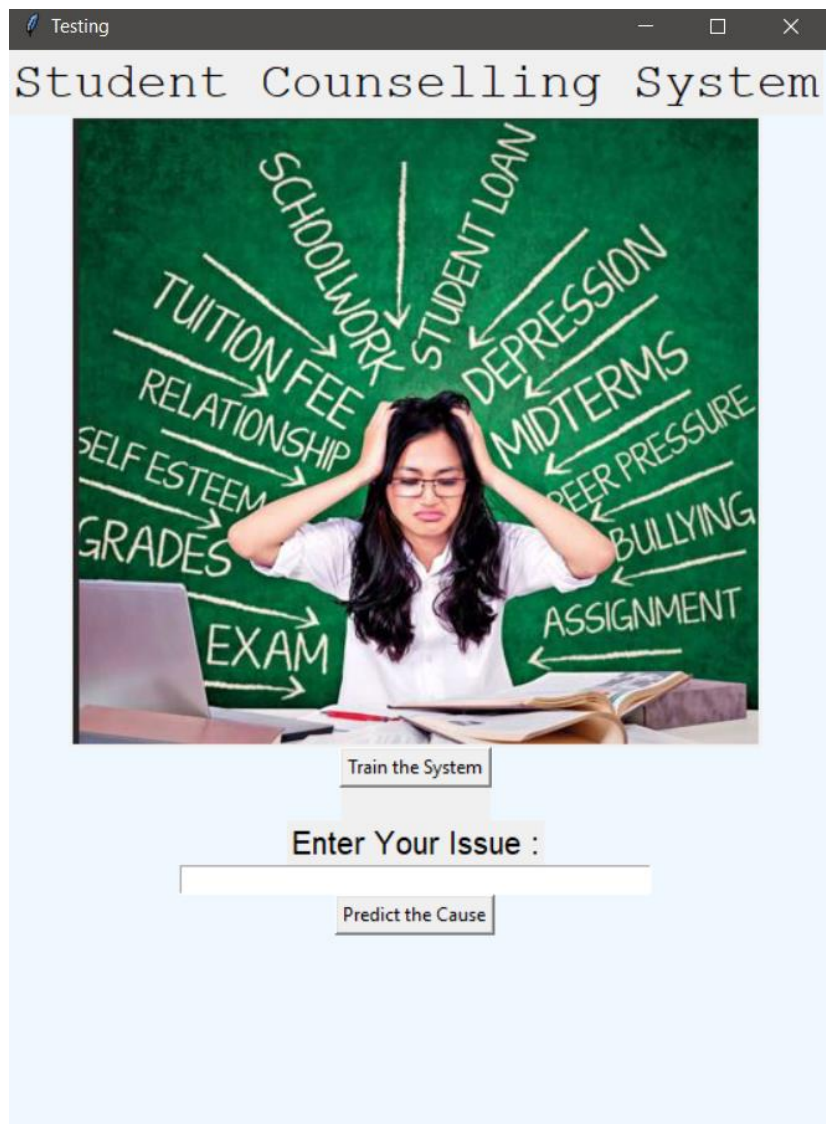 Testing
Student Counselling System
SCHOOLWORK
STUDENT LOAN
TUITION FEE
DEPRESSION
RELATIONSHIP
MIDTERMS
SELF ESTEEM
PEER PRESSURE
GRADES
BULLYING
EXAM
ASSIGNMENT
Train the System
Enter Your Issue :
Predict the Cause